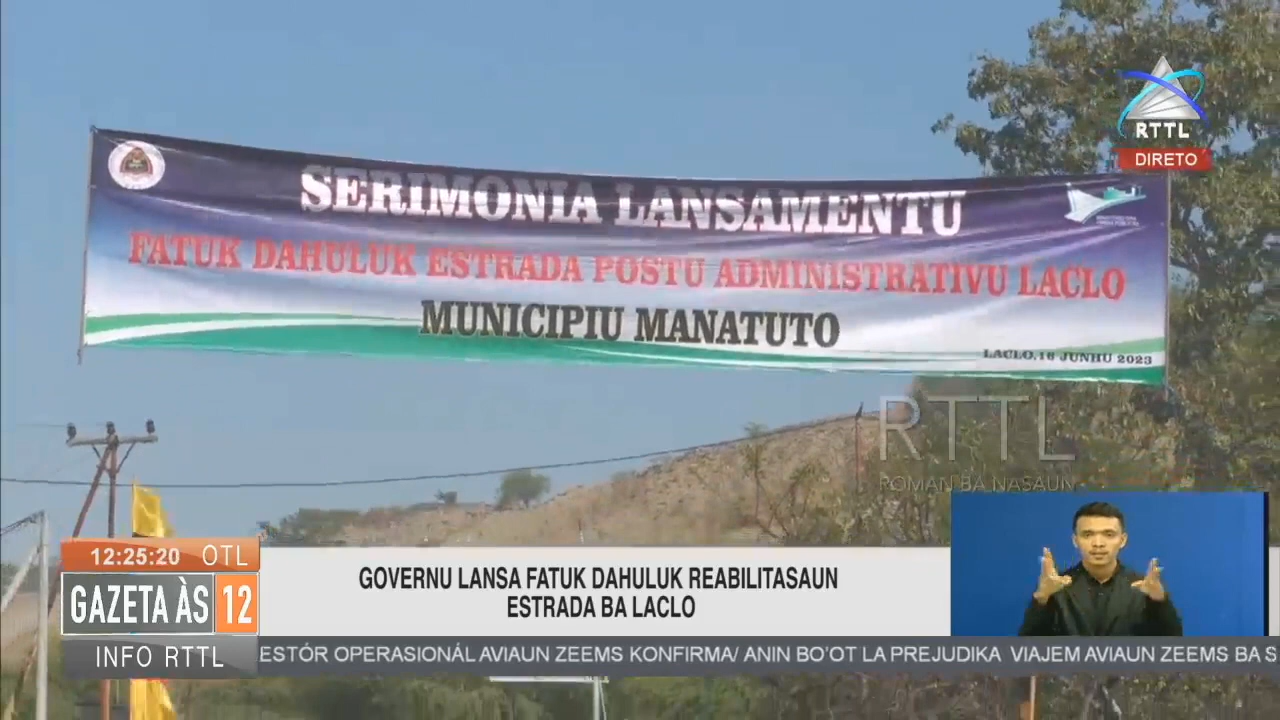 SERIMONIA LANSAMENTU
FATUK DAHULUK ESTRADA POSTU ADMINISTRATIVU LACLO
MUNICIPIU MANATUTO
LACLO, 16 JUNHU 2023
RTTL
DIRETO
RTTL
ROMAN BA NASAUN
12:25:20 OTL
GAZETA ÀS 12
INFO RTTL
GOVERNU LANSA FATUK DAHULUK REABILITASAUN
ESTRADA BA LACLO
ESTÓR OPERASIONÁL AVIAUN ZEEMS KONFIRMA/ ANIN BO'OT LA PREJUDIKA VIAJEM AVIAUN ZEEMS BA S